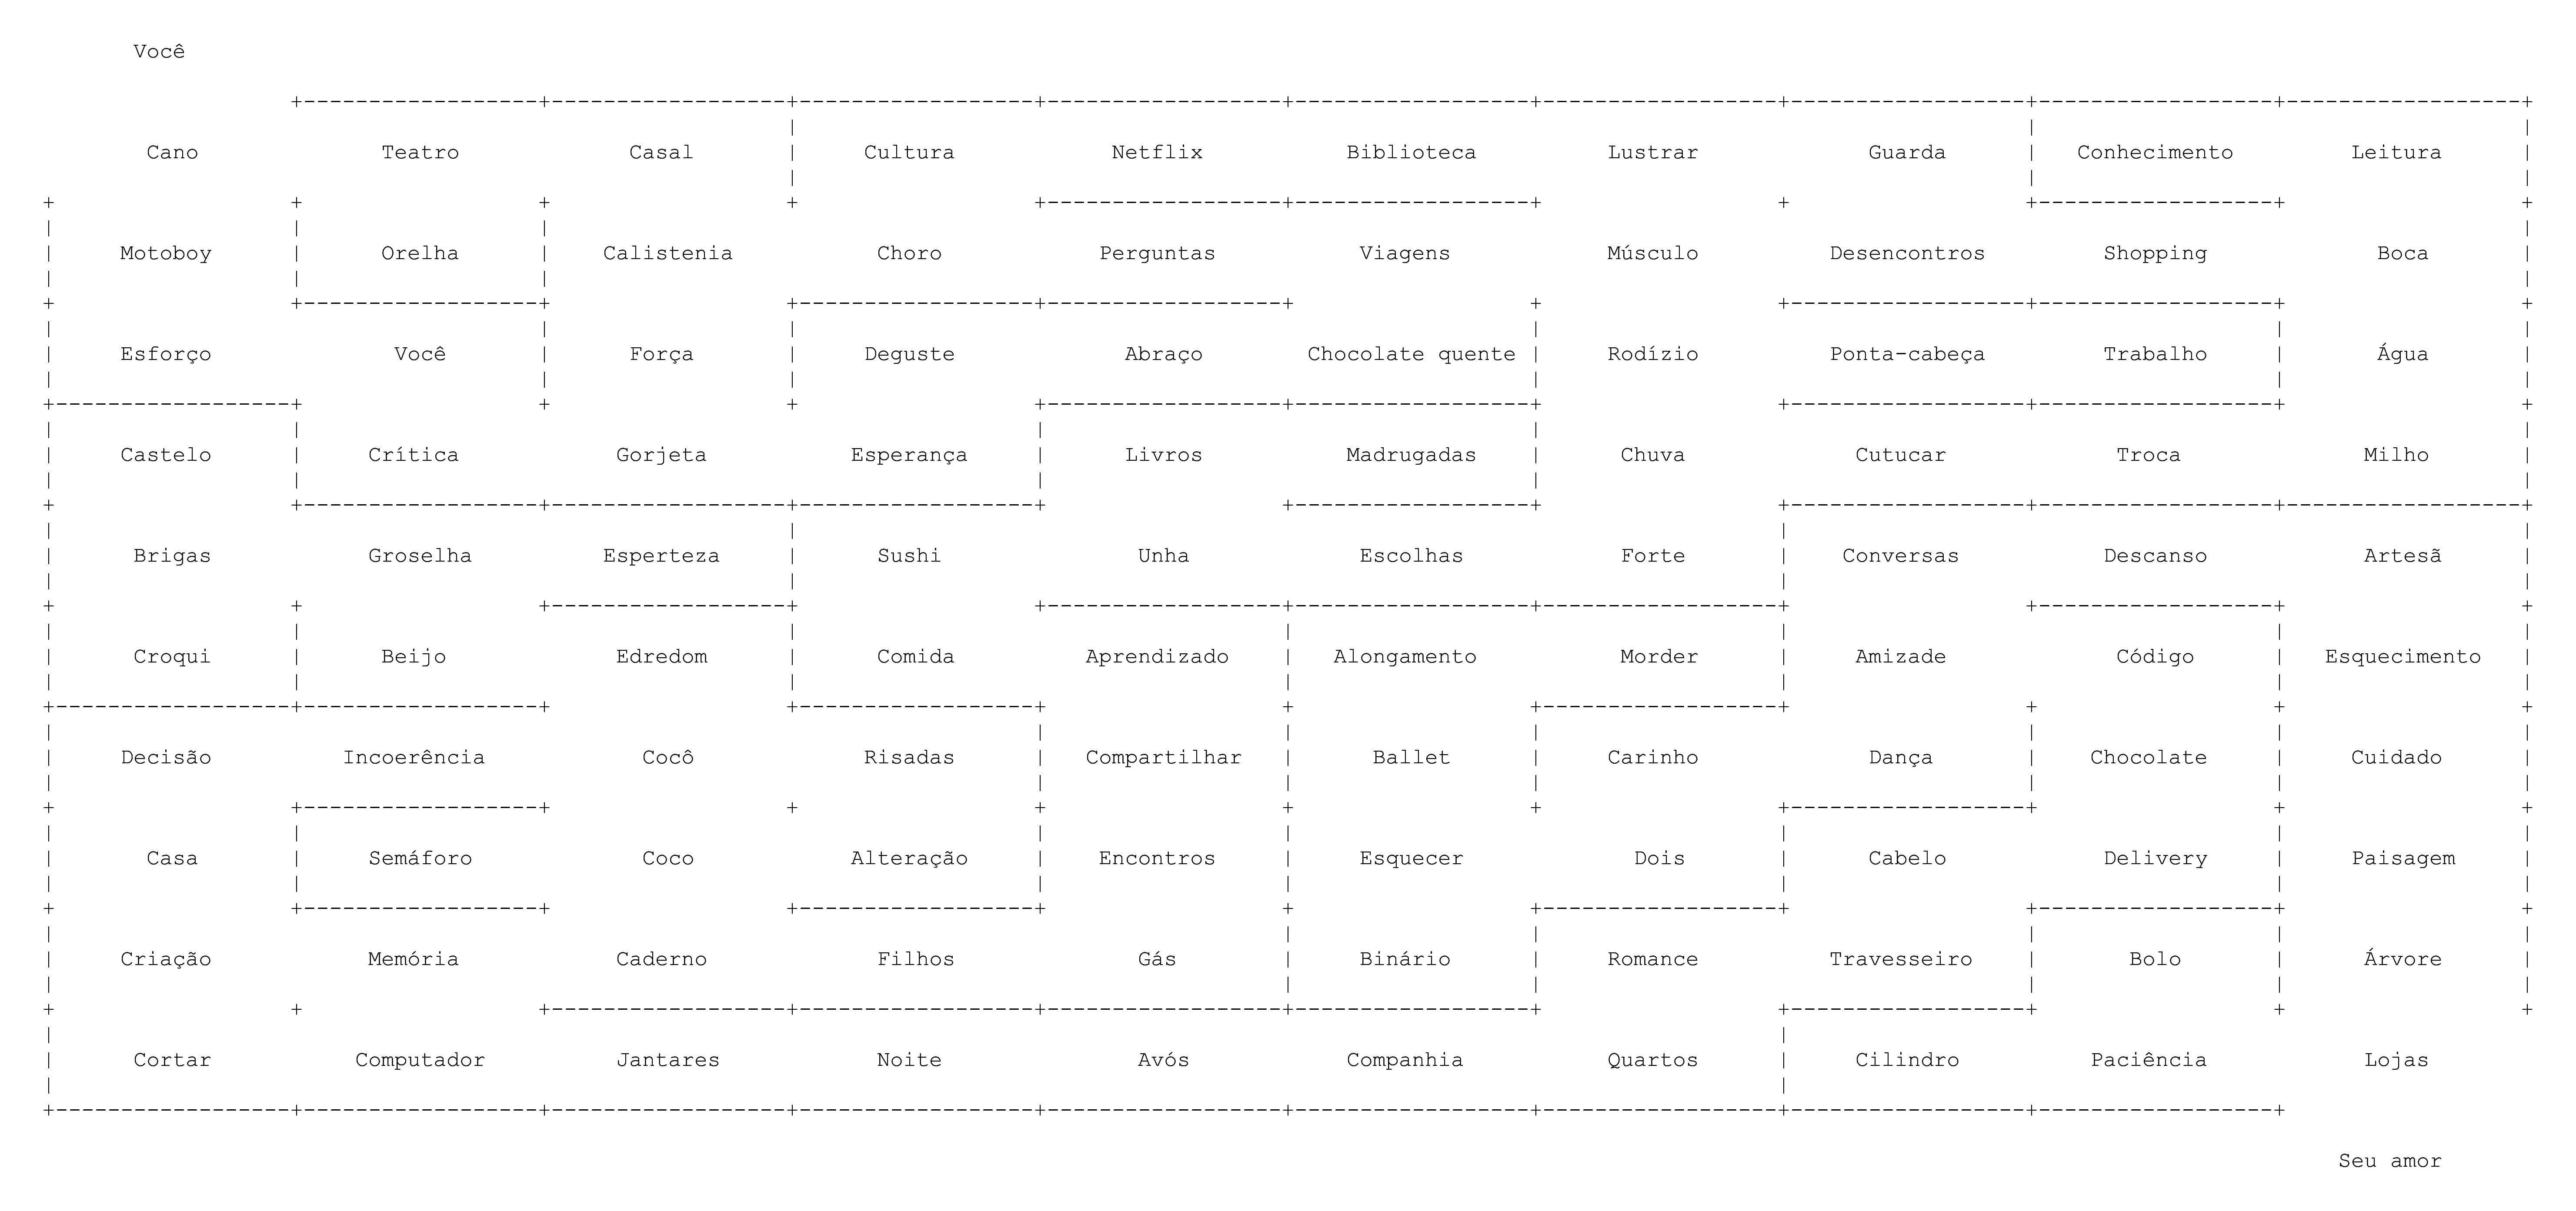 Você
Cano Teatro Casal Cultura Netflix Biblioteca Lustrar Guarda Conhecimento Leitura
Motoboy Orelha Calistenia Choro Perguntas Viagens Músculo Desencontros Shopping Boca
Esforço Você Força Deguste Abraço Chocolate quente Rodízio Ponta-cabeça Trabalho Água
Castelo Crítica Gorjeta Esperança Livros Madrugadas Chuva Cutucar Troca Milho
Brigas Groselha Esperteza Sushi Unha Escolhas Forte Conversas Descanso Artesã
Croqui Beijo Edredom Comida Aprendizado Alongamento Morder Amizade Código Esquecimento
Decisão Incoerência Cocô Risadas Compartilhar Ballet Carinho Dança Chocolate Cuidado
Casa Semáforo Coco Alteração Encontros Esquecer Dois Cabelo Delivery Paisagem
Criação Memória Caderno Filhos Gás Binário Romance Travesseiro Bolo Árvore
Cortar Computador Jantares Noite Avós Companhia Quartos Cilindro Paciência Lojas
Seu amor